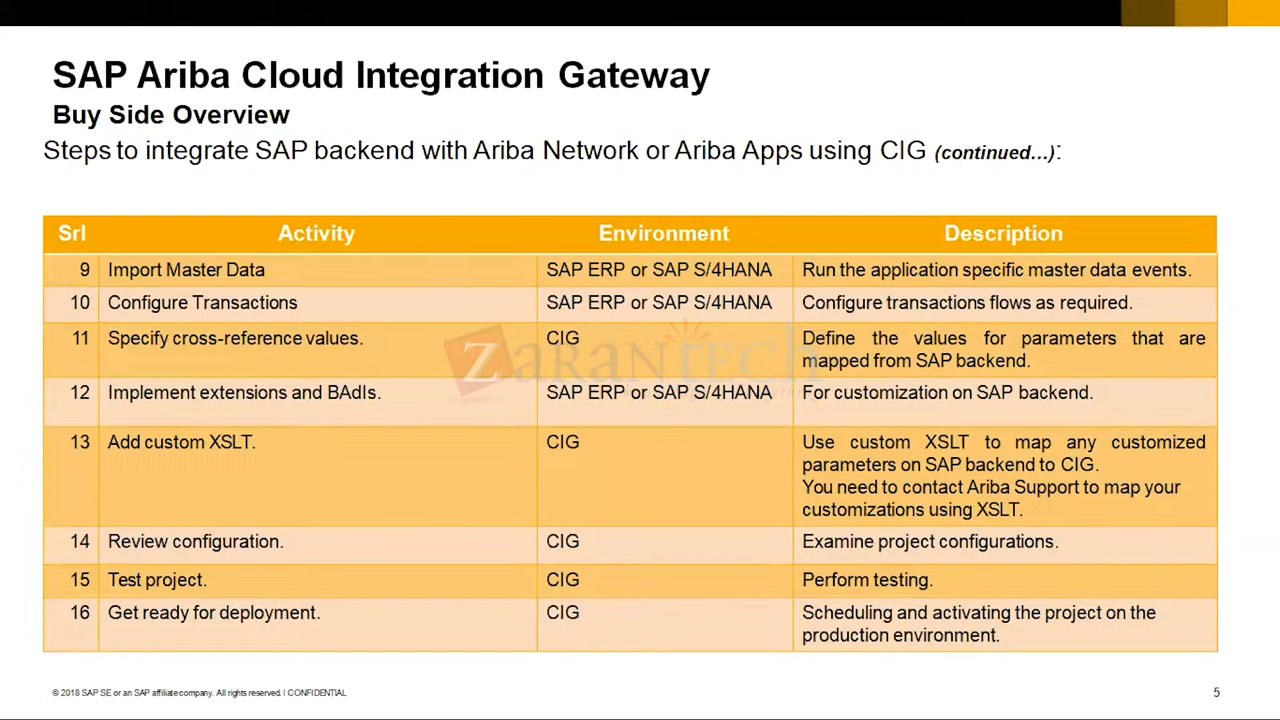 SAP Ariba Cloud Integration Gateway
Buy Side Overview
Steps to integrate SAP backend with Ariba Network or Ariba Apps using CIG (continued…):
Srl Activity Environment Description
9 Import Master Data SAP ERP or SAP S/4HANA Run the application specific master data events.
10 Configure Transactions SAP ERP or SAP S/4HANA Configure transactions flows as required.
11 Specify cross-reference values. CIG Define the values for parameters that are
mapped from SAP backend.
12 Implement extensions and BAdIs. SAP ERP or SAP S/4HANA For customization on SAP backend.
13 Add custom XSLT. CIG Use custom XSLT to map any customized
parameters on SAP backend to CIG.
You need to contact Ariba Support to map your
customizations using XSLT.
14 Review configuration. CIG Examine project configurations.
15 Test project. CIG Perform testing.
16 Get ready for deployment. CIG Scheduling and activating the project on the
production environment.
ZaranTech
© 2018 SAP SE or an SAP affiliate company. All rights reserved. I CONFIDENTIAL
5